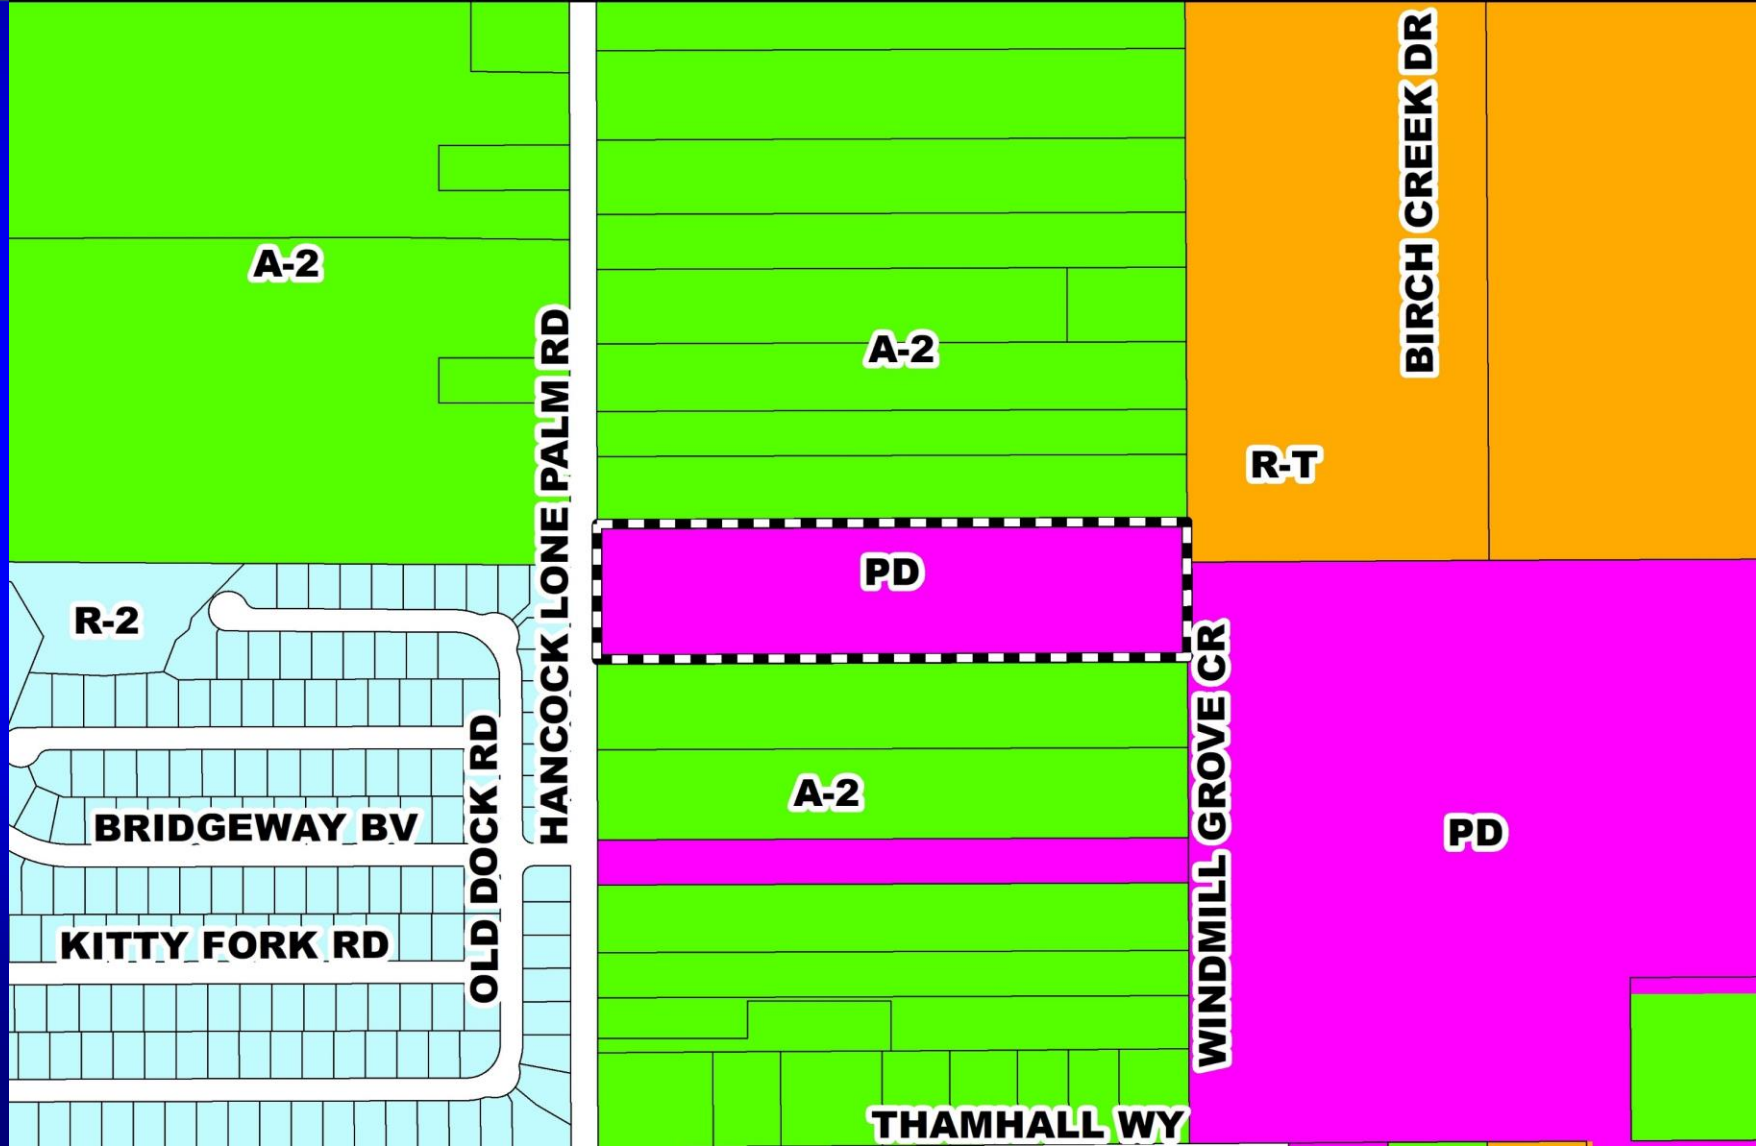 BIRCH CREEK DR
A-2
A-2
R-T
HANCOCK LONE PALM RD
PD
R-2
WINDMILL GROVE CR
OLD DOCK RD
A-2
BRIDGEWAY BV
PD
KITTY FORK RD
THAMHALL WY